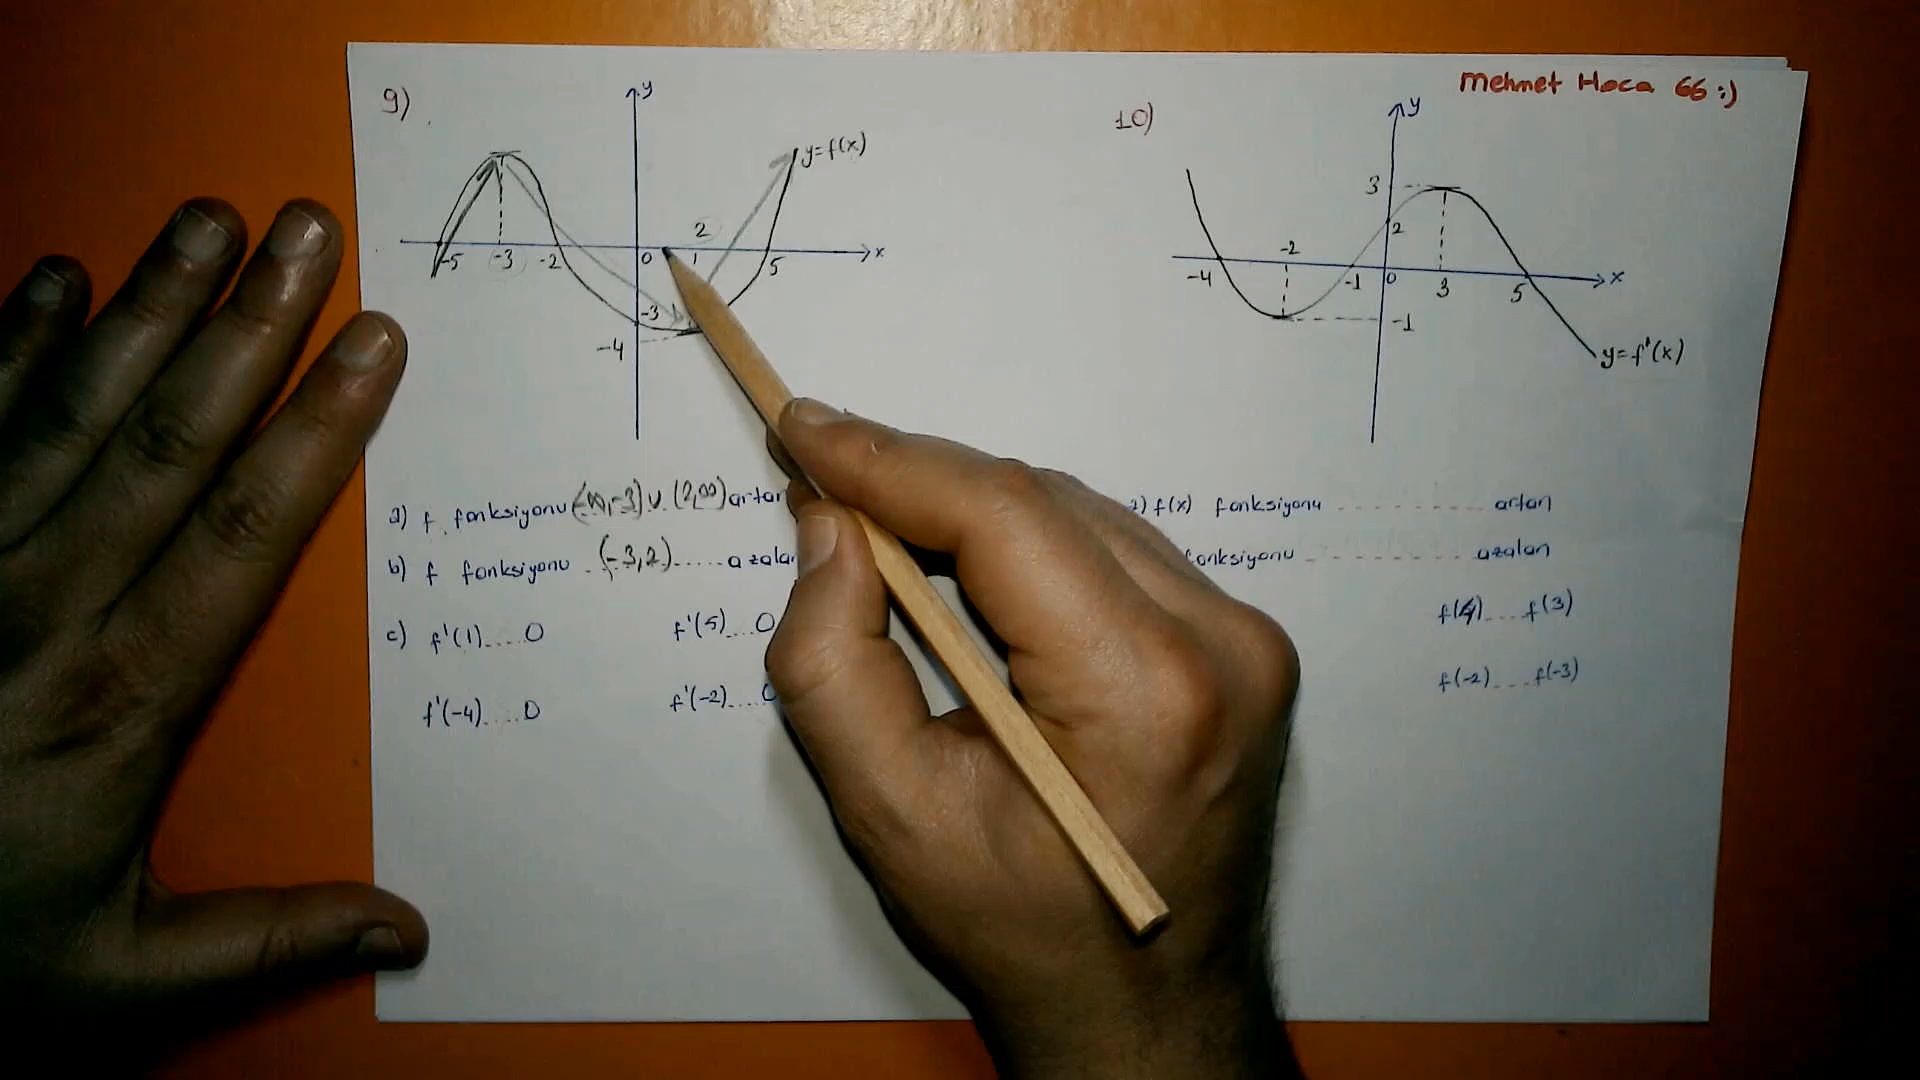 Mehmet Hoca 66 :)
9)
y
y=f(x)
2
-5 -3 -2 0 1 5 x
-3
-4
a) f fonksiyonu (-∞,-3) ∪ (2,∞) artan
b) f fonksiyonu (-3,2) ...... azalan
c) f'(1) .... 0 f'(5) ... 0
f'(-4) .... 0 f'(-2) .... 0
10)
y
3
2
-2
-4 -1 0 3 5 x
-1
y=f'(x)
f(x) fonksiyonu ........ artan
fonksiyonu ........ azalan
f(4) .... f(3)
f(-2) .... f(-3)